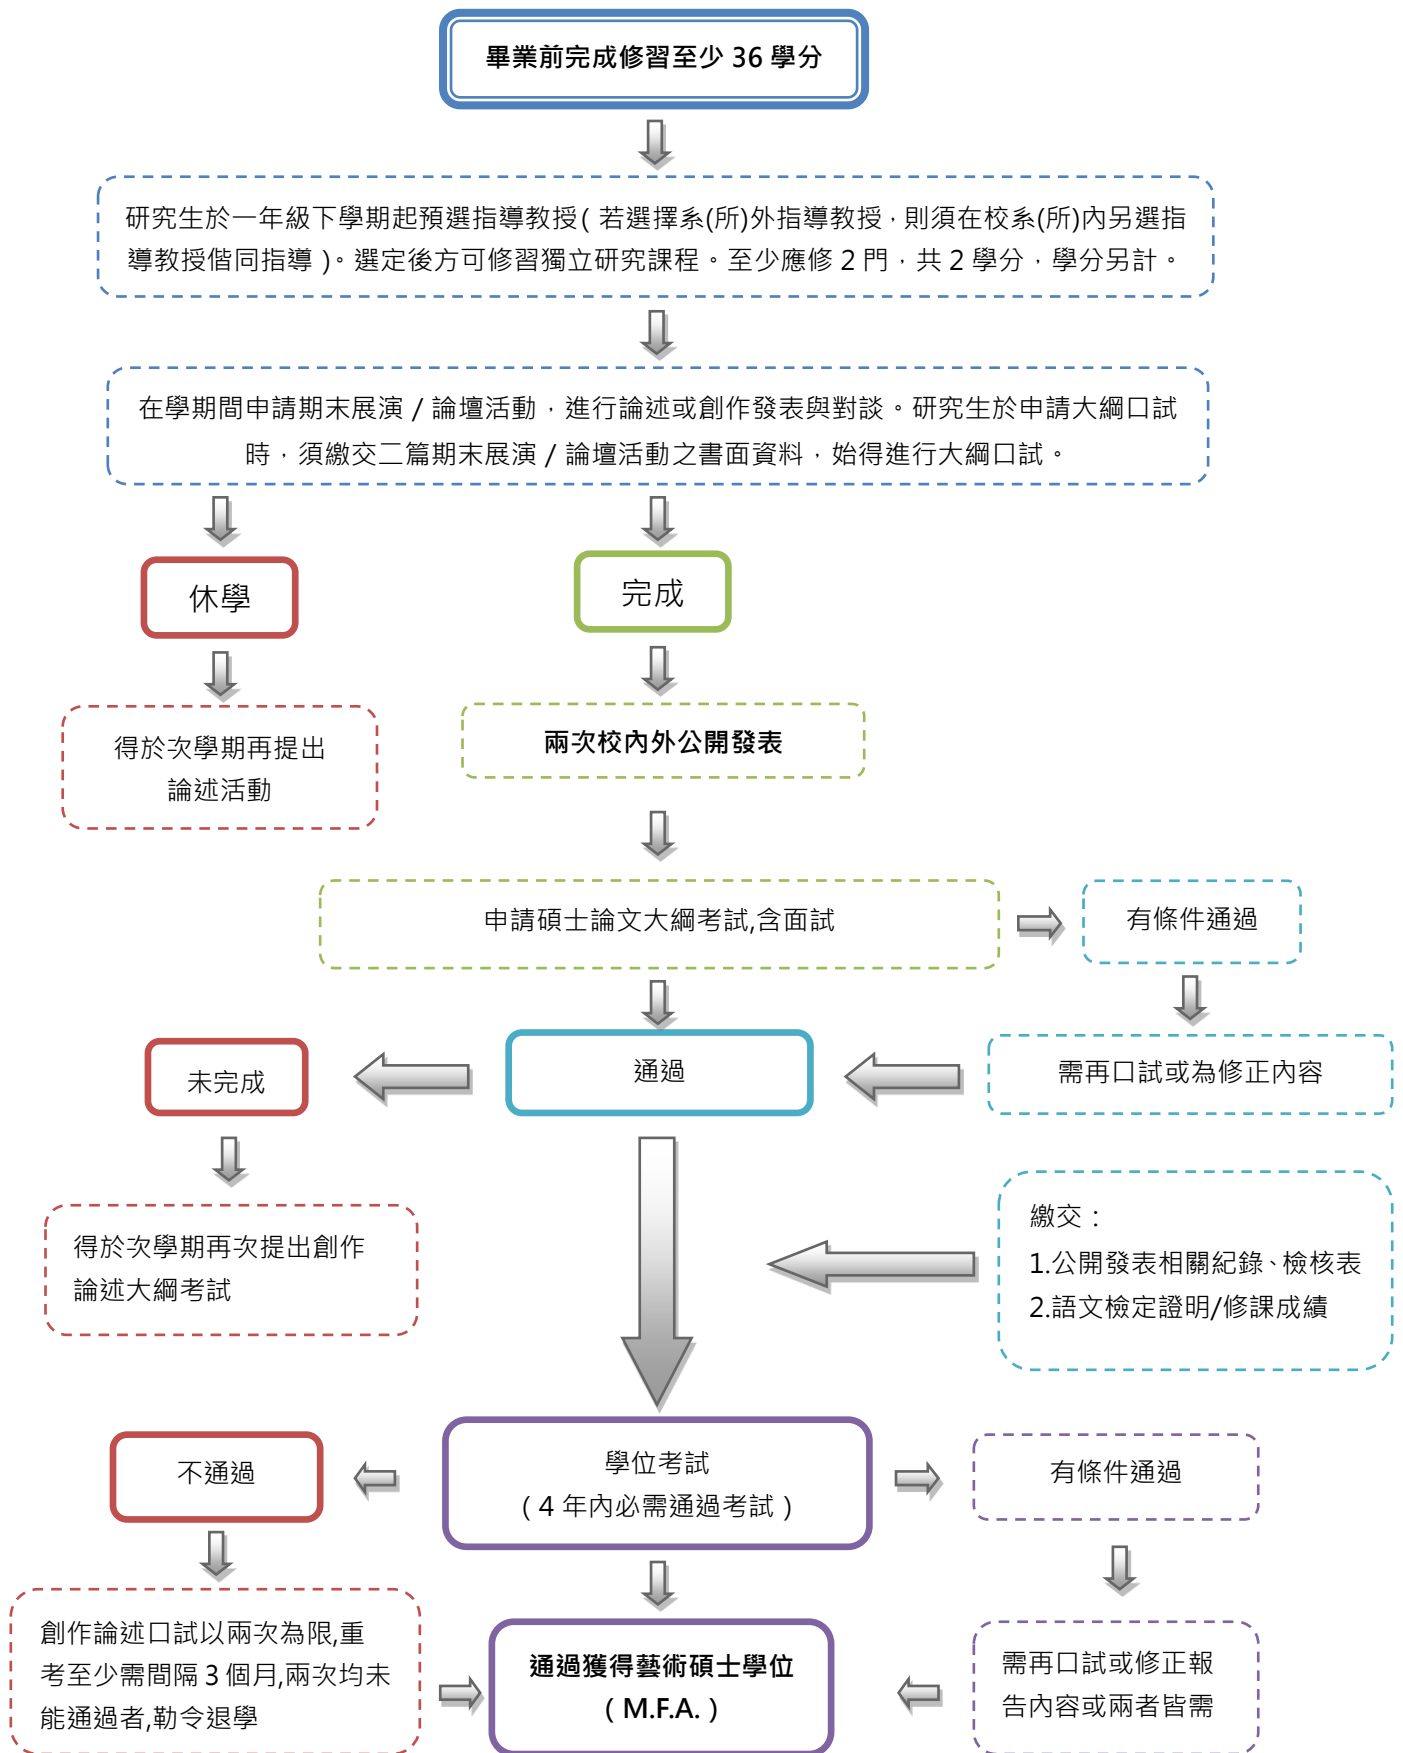 畢業前完成修習至少 36 學分
研究生於一年級下學期起預選指導教授( 若選擇系(所)外指導教授，則須在校系(所)內另選指
導教授偕同指導 )。選定後方可修習獨立研究課程。至少應修 2 門，共 2 學分，學分另計。
在學期間申請期末展演 / 論壇活動，進行論述或創作發表與對談。研究生於申請大綱口試
時，須繳交二篇期末展演 / 論壇活動之書面資料，始得進行大綱口試。
休學
完成
得於次學期再提出
論述活動
兩次校內外公開發表
申請碩士論文大綱考試,含面試
有條件通過
未完成
通過
需再口試或為修正內容
得於次學期再次提出創作
論述大綱考試
繳交：
1.公開發表相關紀錄、檢核表
2.語文檢定證明/修課成績
不通過
學位考試
( 4 年內必需通過考試 )
有條件通過
創作論述口試以兩次為限,重
考至少需間隔 3 個月,兩次均未
能通過者,勒令退學
通過獲得藝術碩士學位
( M.F.A. )
需再口試或修正報
告內容或兩者皆需